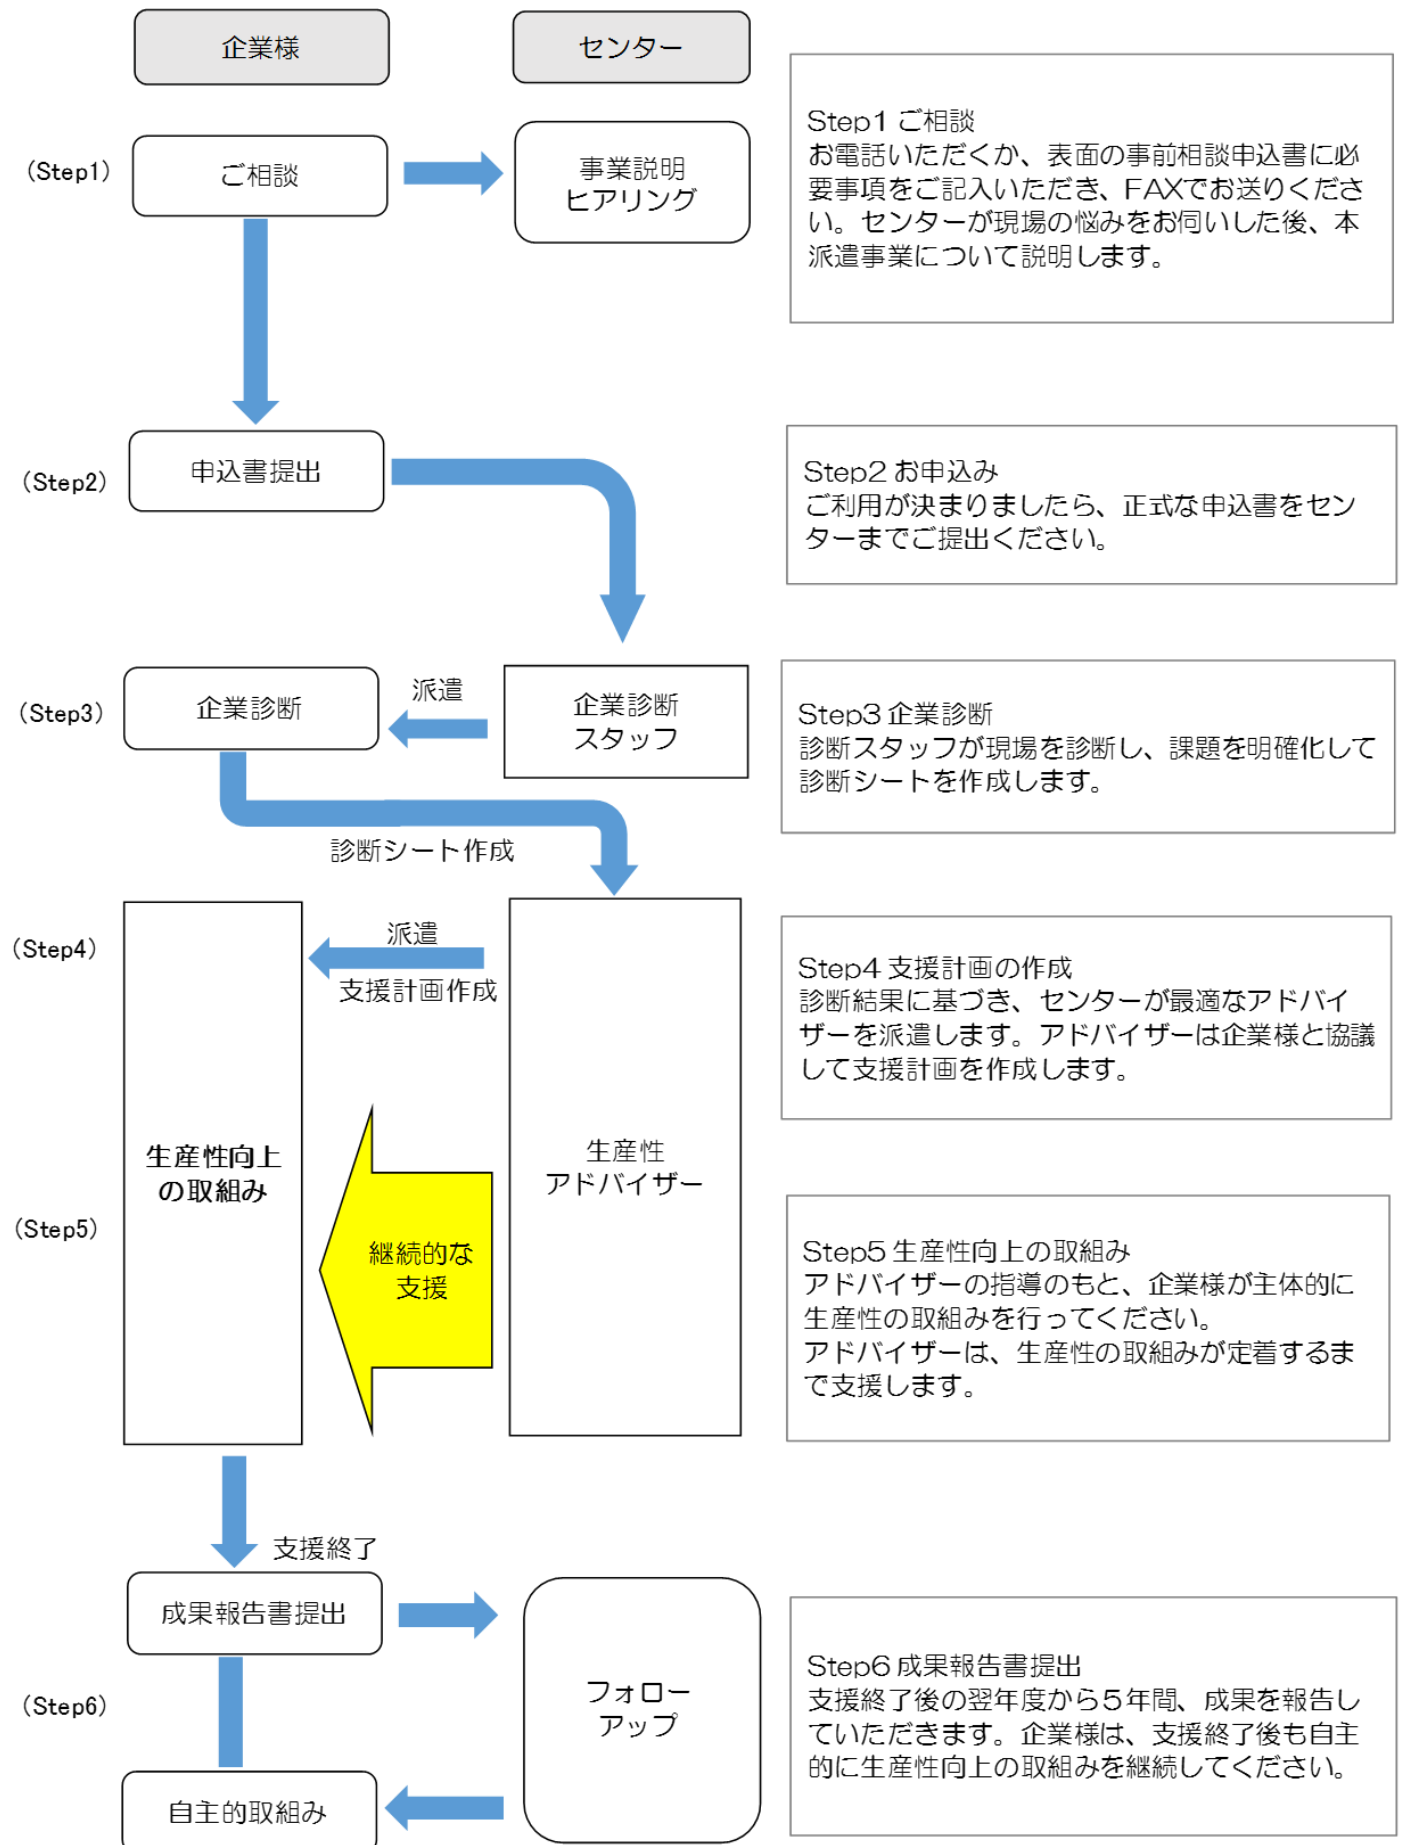 企業様
センター
(Step1)
ご相談
事業説明
ヒアリング
Step1 ご相談
お電話いただくか、表面の事前相談申込書に必
要事項をご記入いただき、FAXでお送りくださ
い。センターが現場の悩みをお伺いした後、本
派遣事業について説明します。
(Step2)
申込書提出
Step2 お申込み
ご利用が決まりましたら、正式な申込書をセン
ターまでご提出ください。
(Step3)
企業診断
派遣
企業診断
スタッフ
Step3 企業診断
診断スタッフが現場を診断し、課題を明確化して
診断シートを作成します。
診断シート作成
(Step4)
派遣
支援計画作成
Step4 支援計画の作成
診断結果に基づき、センターが最適なアドバイ
ザーを派遣します。アドバイザーは企業様と協議
して支援計画を作成します。
生産性向上
の取組み
生産性
アドバイザー
(Step5)
継続的な
支援
Step5 生産性向上の取組み
アドバイザーの指導のもと、企業様が主体的に
生産性の取組みを行ってください。
アドバイザーは、生産性の取組みが定着するま
で支援します。
支援終了
成果報告書提出
(Step6)
フォロー
アップ
Step6 成果報告書提出
支援終了後の翌年度から5年間、成果を報告し
ていただきます。企業様は、支援終了後も自主
的に生産性向上の取組みを継続してください。
自主的取組み